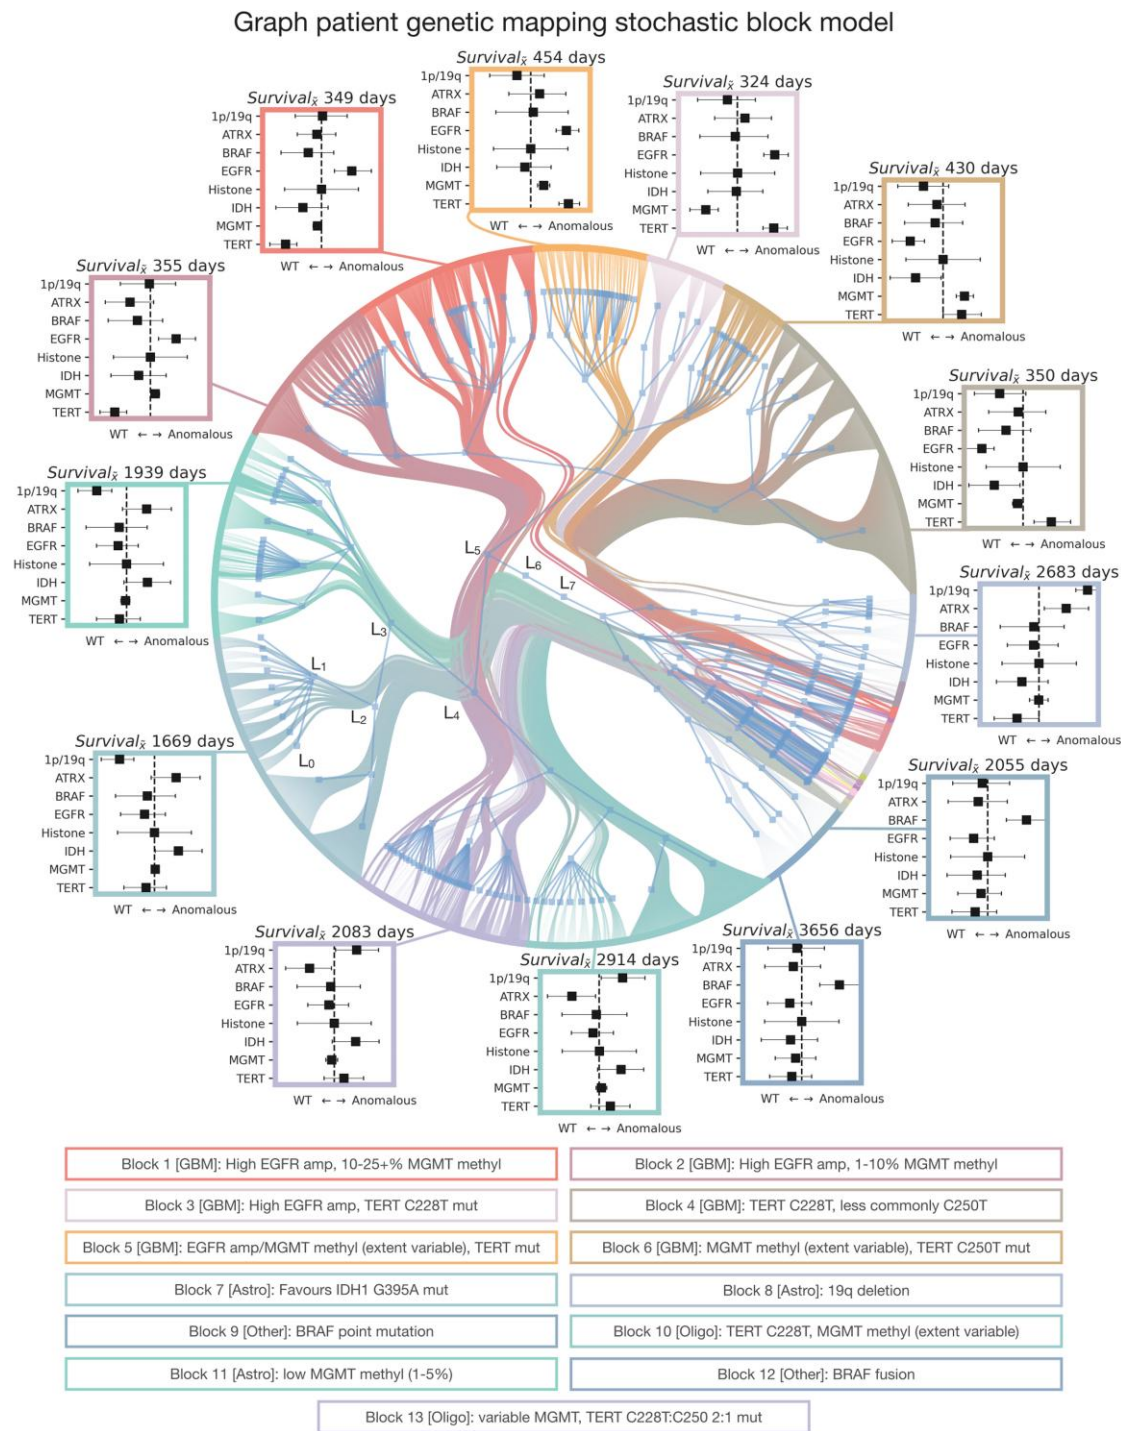 Graph patient genetic mapping stochastic block model
Survivalx̃ 454 days
1p/19q
ATRX
BRAF
EGFR
Histone
IDH
MGMT
TERT
WT ←→ Anomalous
Survivalx̃ 324 days
1p/19q
ATRX
BRAF
EGFR
Histone
IDH
MGMT
TERT
WT ←→ Anomalous
Survivalx̃ 349 days
1p/19q
ATRX
BRAF
EGFR
Histone
IDH
MGMT
TERT
WT ←→ Anomalous
Survivalx̃ 430 days
1p/19q
ATRX
BRAF
EGFR
Histone
IDH
MGMT
TERT
WT ←→ Anomalous
Survivalx̃ 355 days
1p/19q
ATRX
BRAF
EGFR
Histone
IDH
MGMT
TERT
WT ←→ Anomalous
Survivalx̃ 350 days
1p/19q
ATRX
BRAF
EGFR
Histone
IDH
MGMT
TERT
WT ←→ Anomalous
Survivalx̃ 1939 days
1p/19q
ATRX
BRAF
EGFR
Histone
IDH
MGMT
TERT
WT ←→ Anomalous
L5
L6
L7
L3
L1
L2
L4
L0
Survivalx̃ 2683 days
1p/19q
ATRX
BRAF
EGFR
Histone
IDH
MGMT
TERT
WT ←→ Anomalous
Survivalx̃ 1669 days
1p/19q
ATRX
BRAF
EGFR
Histone
IDH
MGMT
TERT
WT ←→ Anomalous
Survivalx̃ 2055 days
1p/19q
ATRX
BRAF
EGFR
Histone
IDH
MGMT
TERT
WT ←→ Anomalous
Survivalx̃ 2083 days
1p/19q
ATRX
BRAF
EGFR
Histone
IDH
MGMT
TERT
WT ←→ Anomalous
Survivalx̃ 2914 days
1p/19q
ATRX
BRAF
EGFR
Histone
IDH
MGMT
TERT
WT ←→ Anomalous
Survivalx̃ 3656 days
1p/19q
ATRX
BRAF
EGFR
Histone
IDH
MGMT
TERT
WT ←→ Anomalous
Block 1 [GBM]: High EGFR amp, 10-25+% MGMT methyl
Block 2 [GBM]: High EGFR amp, 1-10% MGMT methyl
Block 3 [GBM]: High EGFR amp, TERT C228T mut
Block 4 [GBM]: TERT C228T, less commonly C250T
Block 5 [GBM]: EGFR amp/MGMT methyl (extent variable), TERT mut
Block 6 [GBM]: MGMT methyl (extent variable), TERT C250T mut
Block 7 [Astro]: Favours IDH1 G395A mut
Block 8 [Astro]: 19q deletion
Block 9 [Other]: BRAF point mutation
Block 10 [Oligo]: TERT C228T, MGMT methyl (extent variable)
Block 11 [Astro]: low MGMT methyl (1-5%)
Block 12 [Other]: BRAF fusion
Block 13 [Oligo]: variable MGMT, TERT C228T:C250 2:1 mut